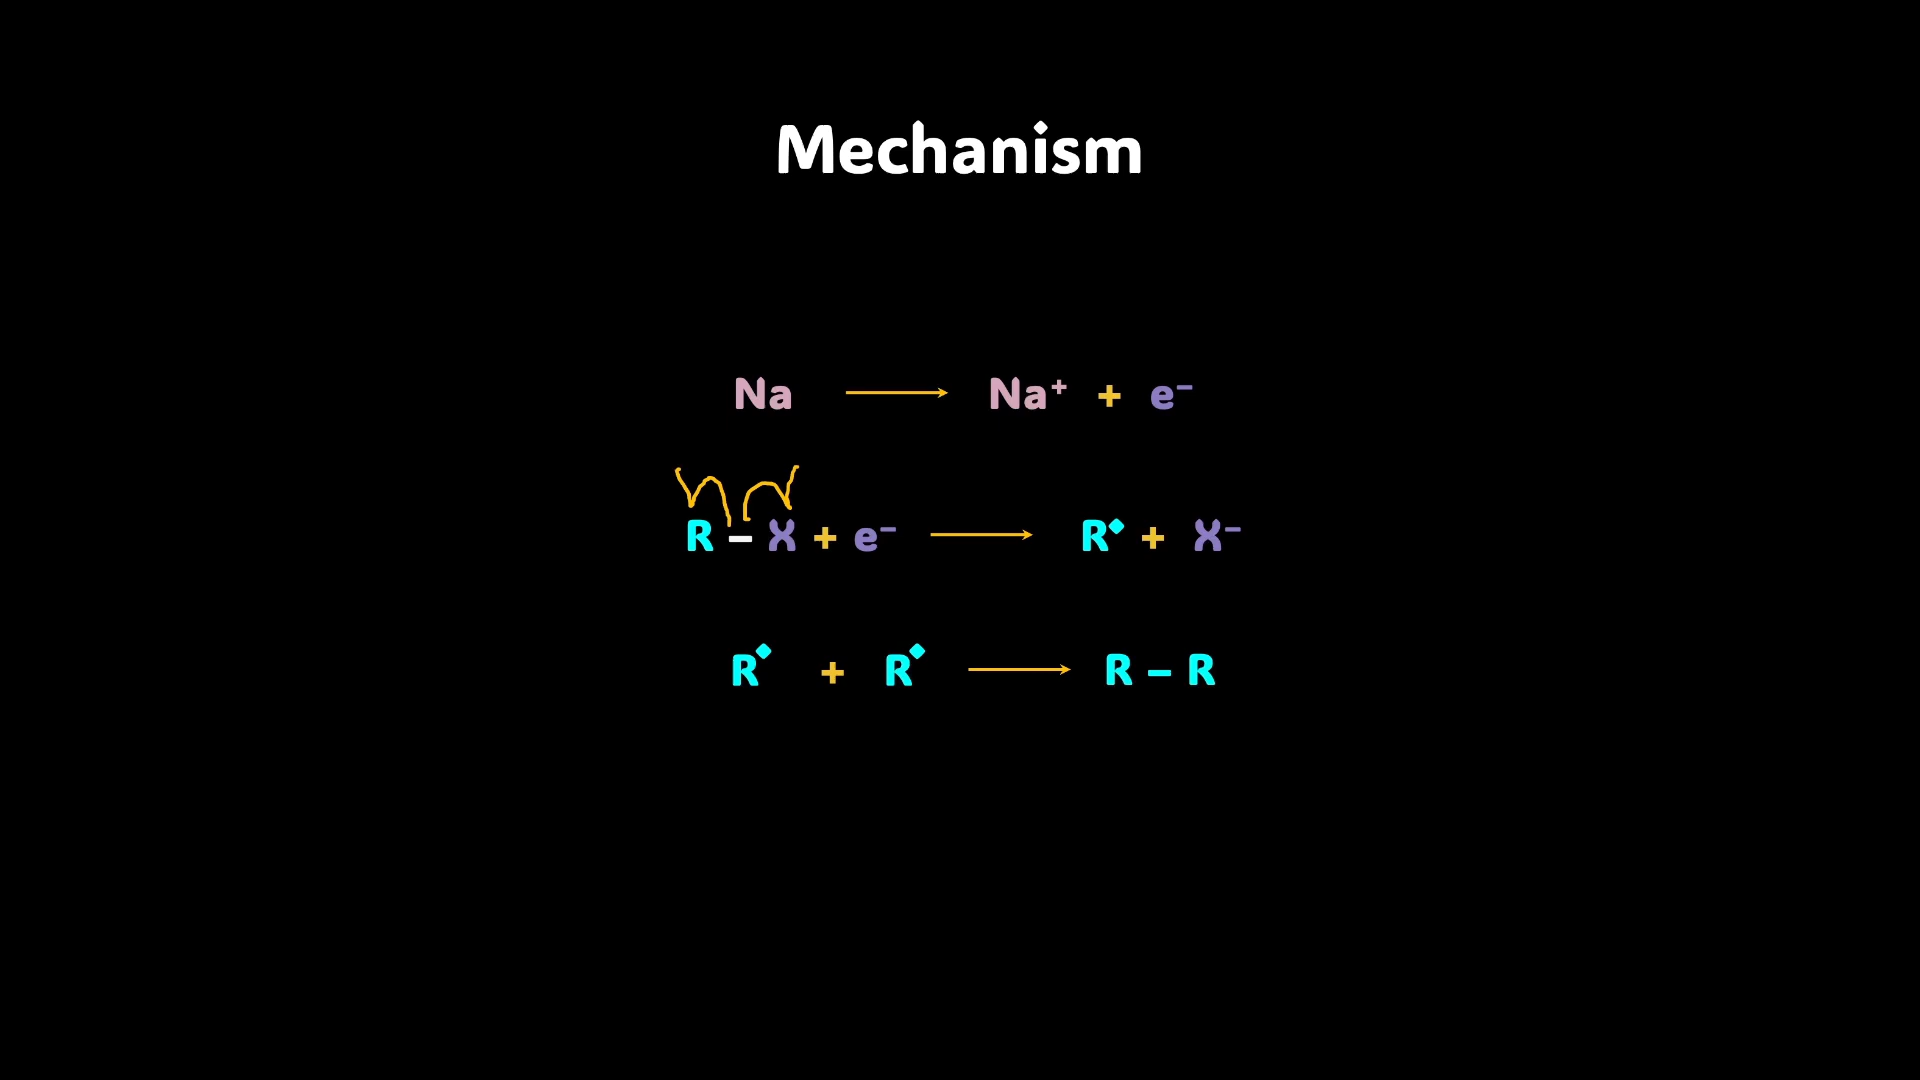 Mechanism
Na ⟶ Na⁺ + e⁻
R – X + e⁻ ⟶ R• + X⁻
R• + R• ⟶ R – R